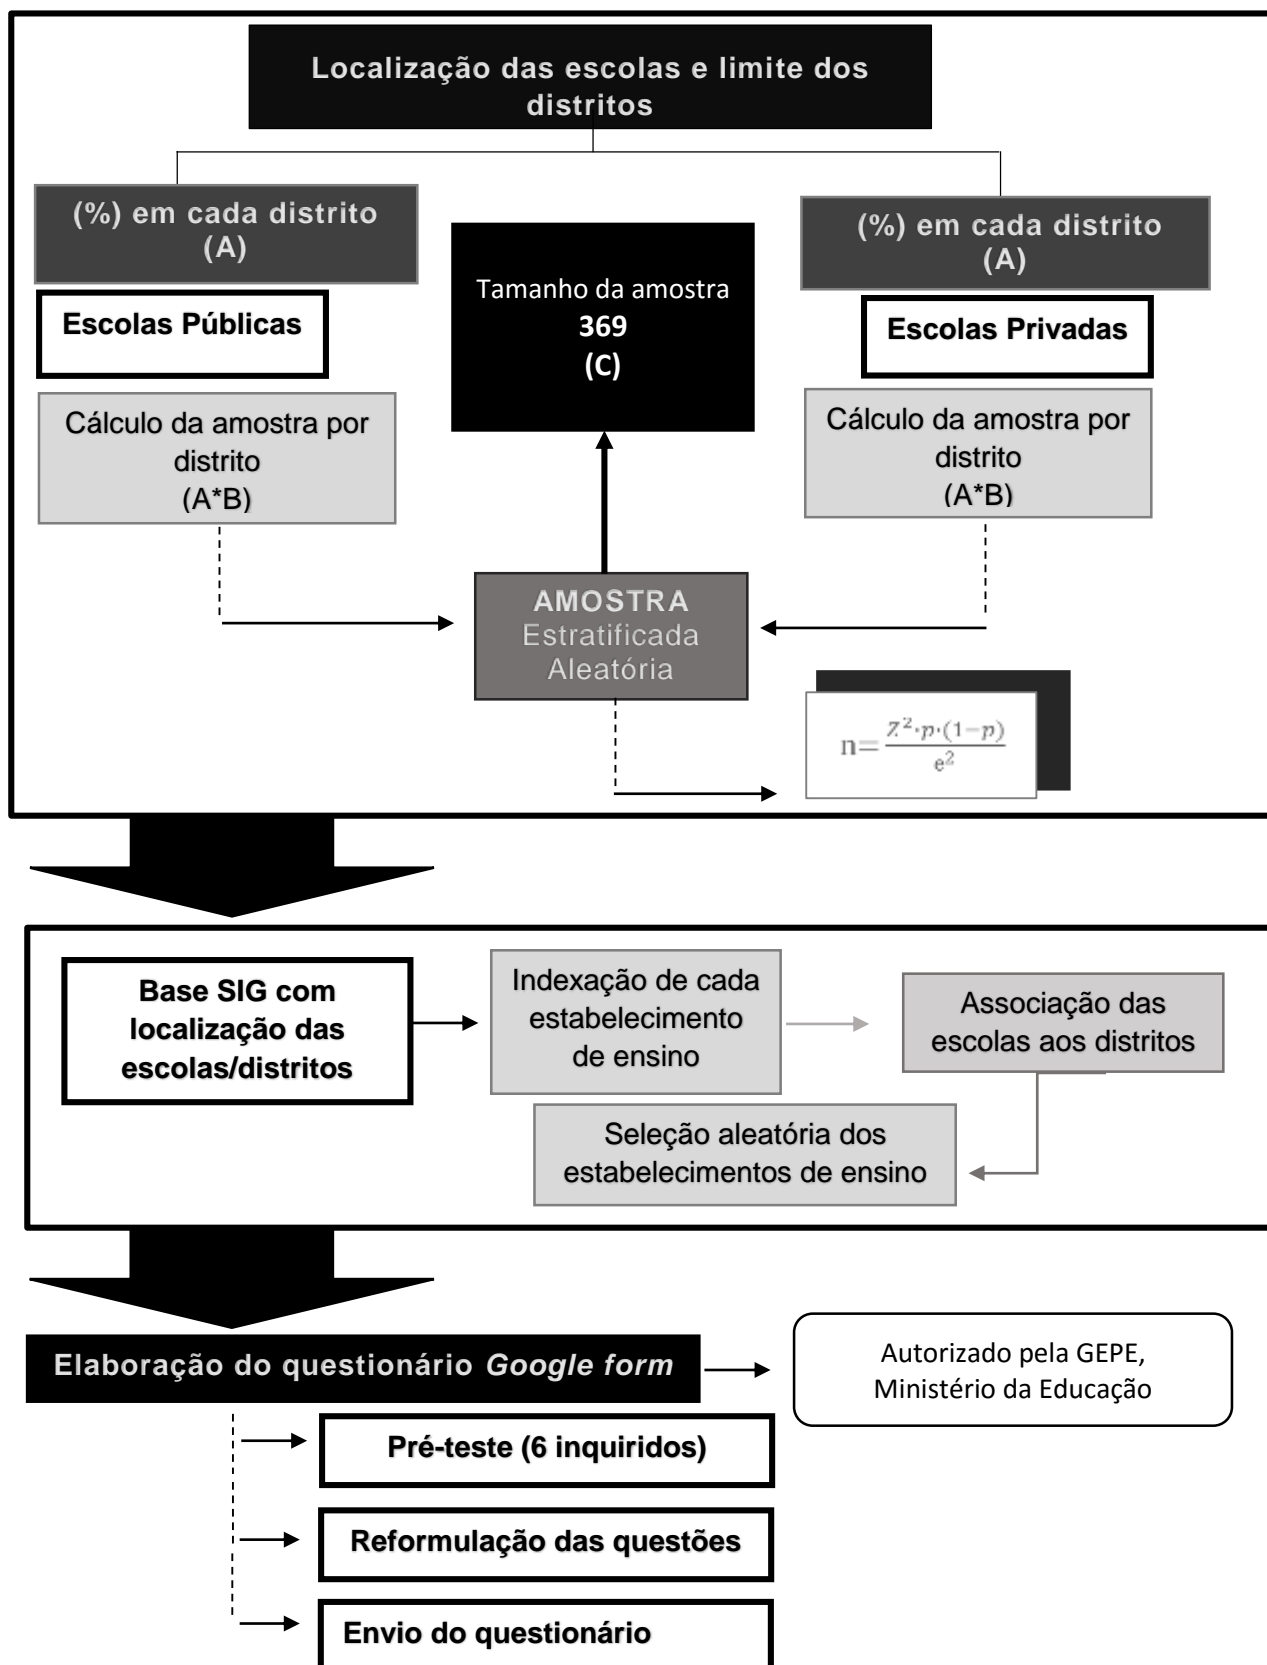 Localização das escolas e limite dos
distritos
(%) em cada distrito
(A)
Escolas Públicas
Cálculo da amostra por
distrito
(A*B)
Tamanho da amostra
369
(C)
(%) em cada distrito
(A)
Escolas Privadas
Cálculo da amostra por
distrito
(A*B)
AMOSTRA
Estratificada
Aleatória
n= Z²·p·(1−p) / e²
Base SIG com
localização das
escolas/distritos
Indexação de cada
estabelecimento
de ensino
Associação das
escolas aos distritos
Seleção aleatória dos
estabelecimentos de ensino
Elaboração do questionário Google form
Autorizado pela GEPE,
Ministério da Educação
Pré-teste (6 inquiridos)
Reformulação das questões
Envio do questionário